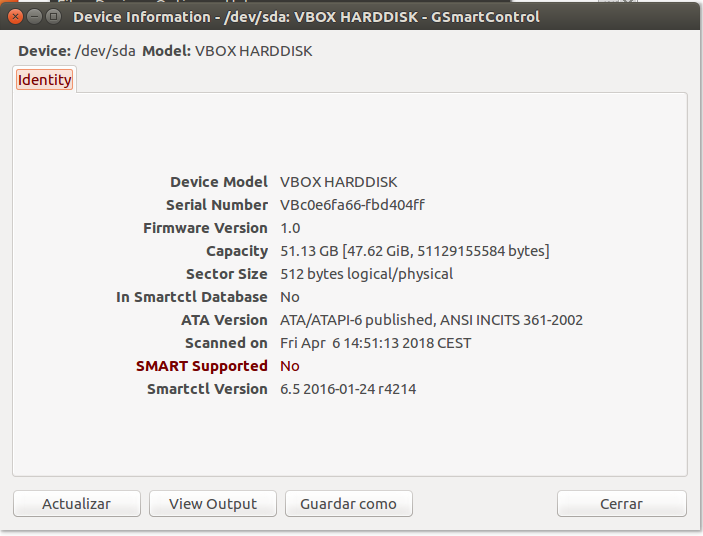 Device Information - /dev/sda: VBOX HARDDISK - GSmartControl
Device: /dev/sda Model: VBOX HARDDISK
Identity
Device Model VBOX HARDDISK
Serial Number VBc0e6fa66-fbd404ff
Firmware Version 1.0
Capacity 51.13 GB [47.62 GiB, 51129155584 bytes]
Sector Size 512 bytes logical/physical
In Smartctl Database No
ATA Version ATA/ATAPI-6 published, ANSI INCITS 361-2002
Scanned on Fri Apr  6 14:51:13 2018 CEST
SMART Supported No
Smartctl Version 6.5 2016-01-24 r4214
Actualizar View Output Guardar como Cerrar